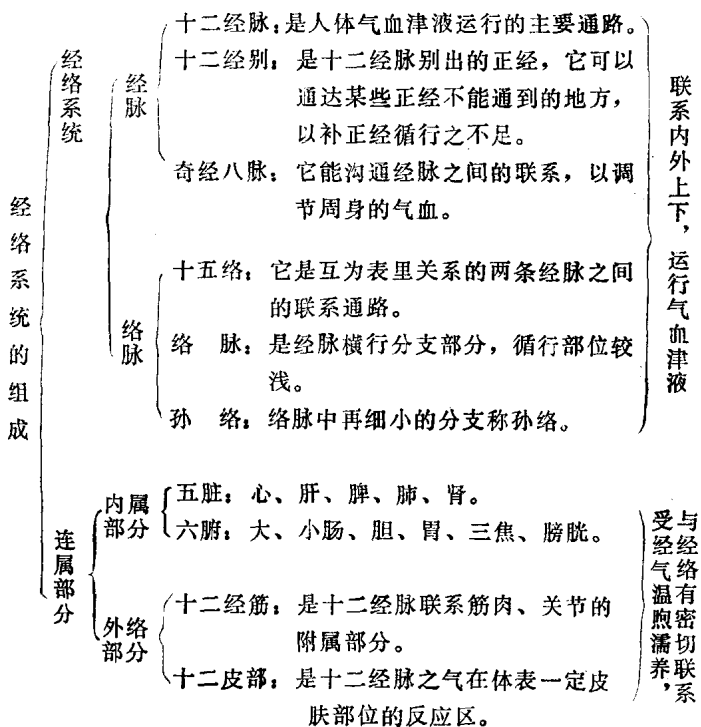 经络系统的组成
经络系统
经脉
十二经脉：是人体气血津液运行的主要通路。
十二经别：是十二经脉别出的正经，它可以
通达某些正经不能通到的地方，
以补正经循行之不足。
奇经八脉：它能沟通经脉之间的联系，以调
节周身的气血。
络脉
十五络：它是互为表里关系的两条经脉之间
的联系通路。
络　脉：是经脉横行分支部分，循行部位较
浅。
孙　络：络脉中再细小的分支称孙络。
联系内外上下，运行气血津液
连属部分
内属
部分
五脏：心、肝、脾、肺、肾。
六腑：大、小肠、胆、胃、三焦、膀胱。
外络
部分
十二经筋：是十二经脉联系筋肉、关节的
附属部分。
十二皮部：是十二经脉之气在体表一定皮
肤部位的反应区。
与经络有密切联系
受经气温煦濡养，